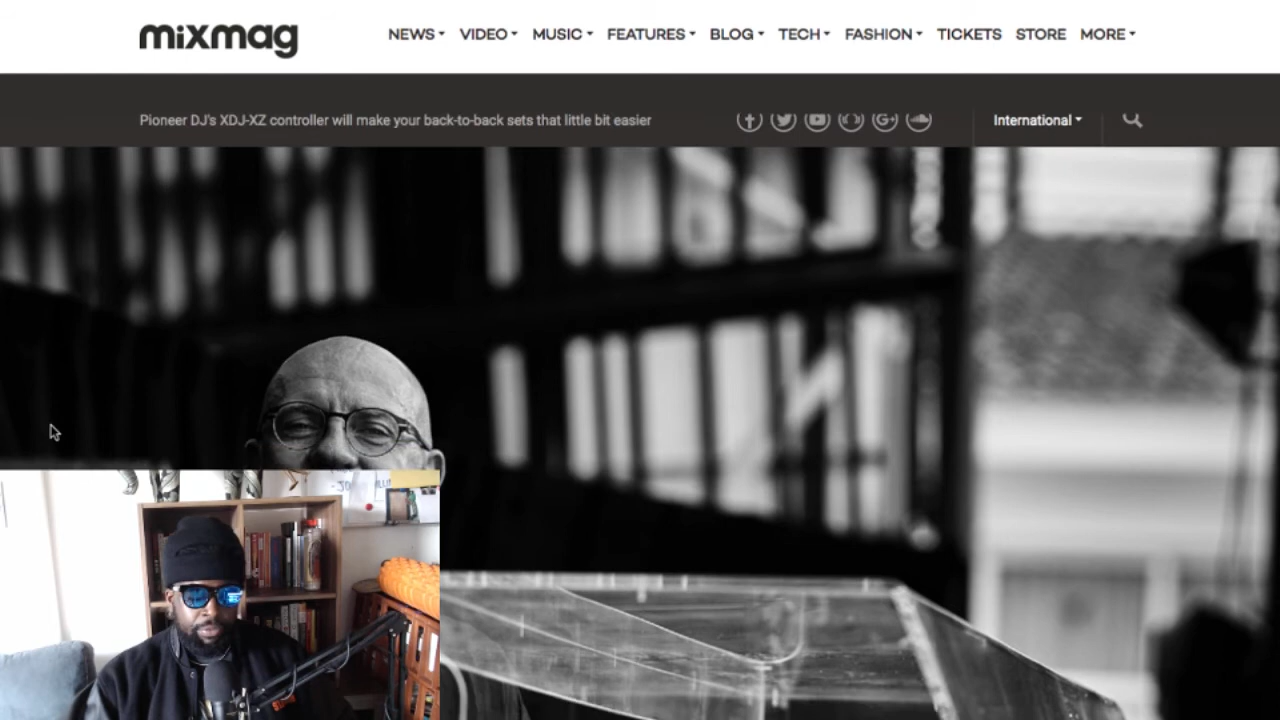 mixmag
NEWS VIDEO MUSIC FEATURES BLOG TECH FASHION TICKETS STORE MORE
Pioneer DJ's XDJ-XZ controller will make your back-to-back sets that little bit easier
International